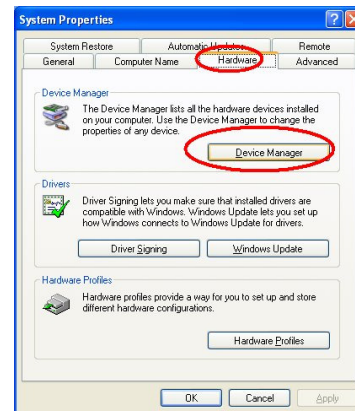 System Properties
System Restore Automatic Updates Remote
General Computer Name Hardware Advanced
Device Manager
The Device Manager lists all the hardware devices installed
on your computer. Use the Device Manager to change the
properties of any device.
Device Manager
Drivers
Driver Signing lets you make sure that installed drivers are
compatible with Windows. Windows Update lets you set up
how Windows connects to Windows Update for drivers.
Driver Signing Windows Update
Hardware Profiles
Hardware profiles provide a way for you to set up and store
different hardware configurations.
Hardware Profiles
OK Cancel Apply